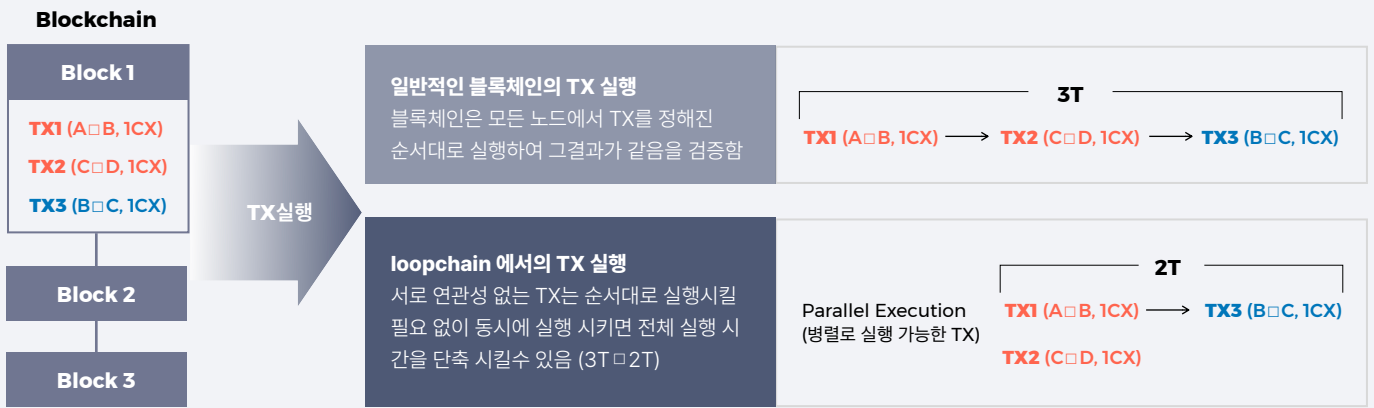 Blockchain
Block 1
TX1 (A□B, 1CX)
TX2 (C□D, 1CX)
TX3 (B□C, 1CX)
Block 2
Block 3
TX실행
일반적인 블록체인의 TX 실행
블록체인은 모든 노드에서 TX를 정해진
순서대로 실행하여 그결과가 같음을 검증함
3T
TX1 (A□B, 1CX) → TX2 (C□D, 1CX) → TX3 (B□C, 1CX)
loopchain 에서의 TX 실행
서로 연관성 없는 TX는 순서대로 실행시킬
필요 없이 동시에 실행 시키면 전체 실행 시
간을 단축 시킬수 있음 (3T□2T)
Parallel Execution
(병렬로 실행 가능한 TX)
2T
TX1 (A□B, 1CX) → TX3 (B□C, 1CX)
TX2 (C□D, 1CX)